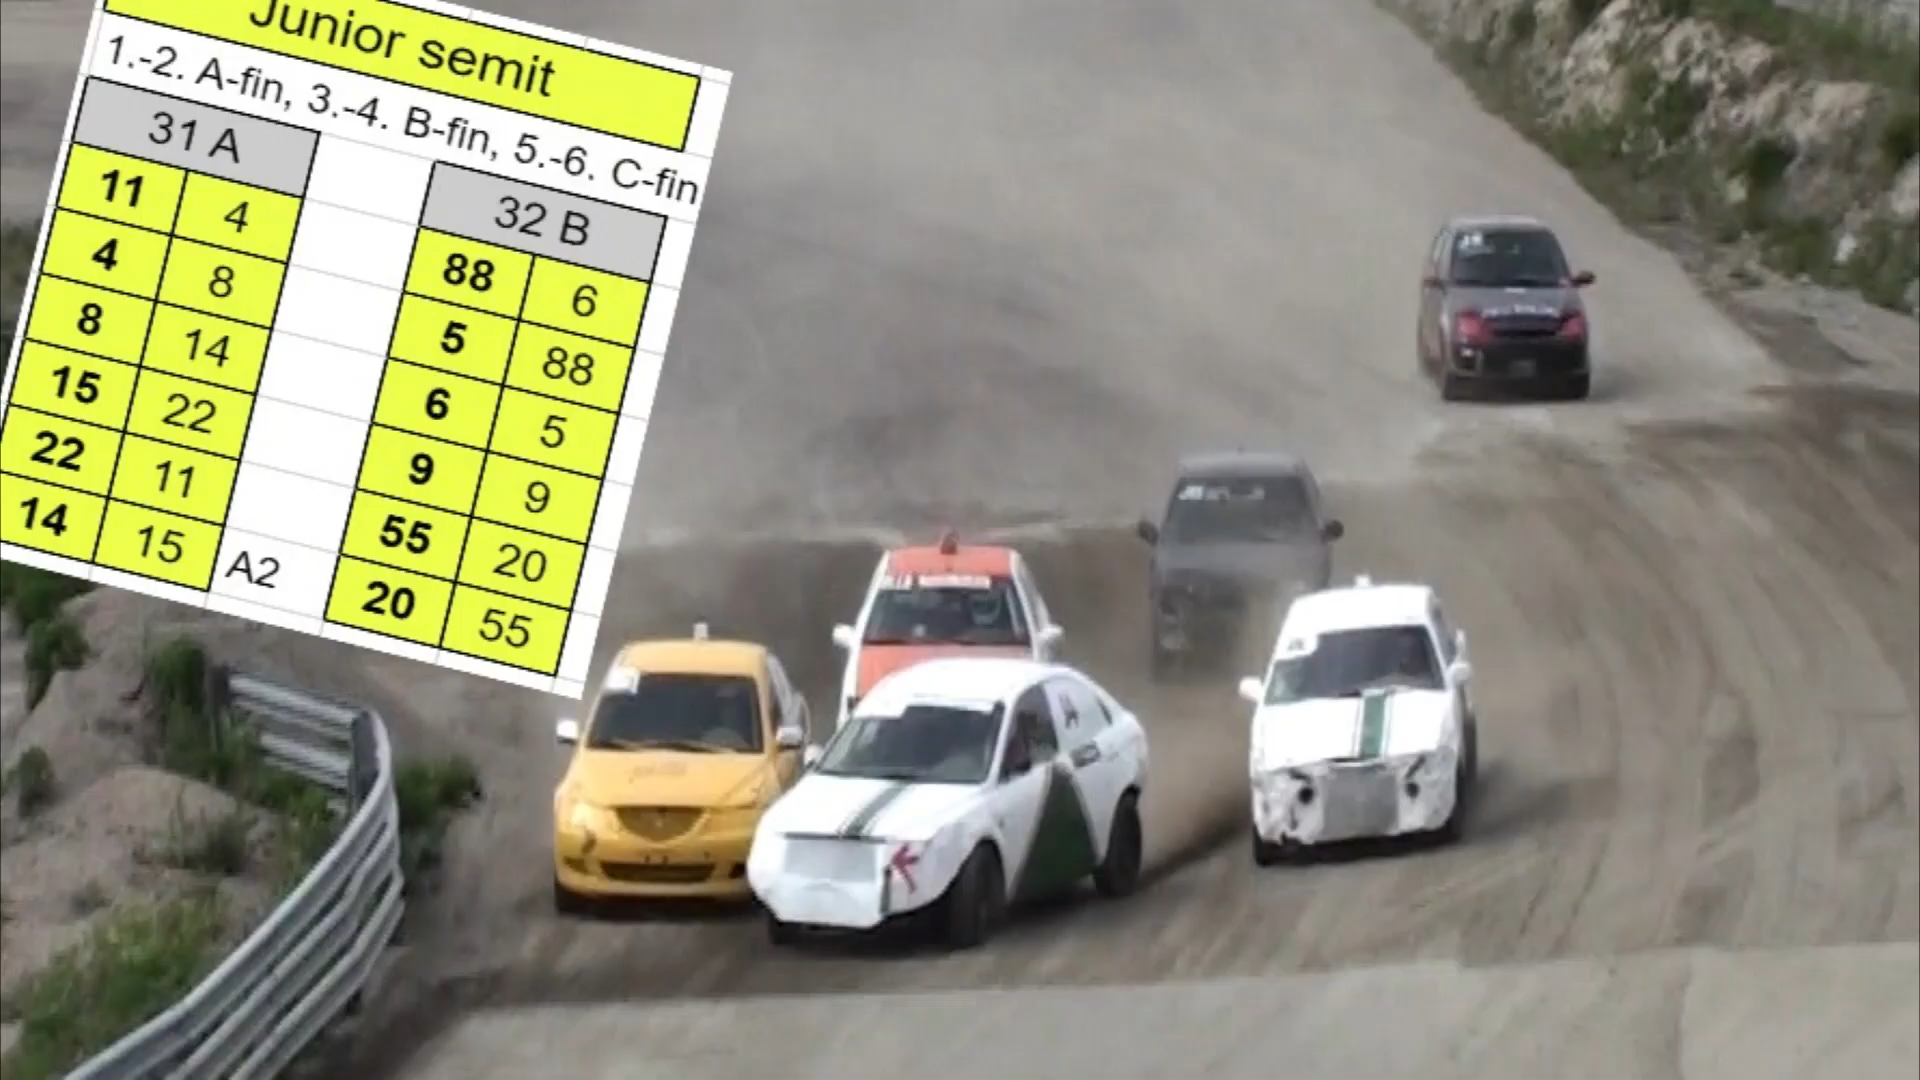 Junior semit
1.-2. A-fin, 3.-4. B-fin, 5.-6. C-fin
31 A
11 4
4 8
8 14
15 22
22 11
14 15 A2
32 B
88 6
5 88
6 5
9 9
55 20
20 55